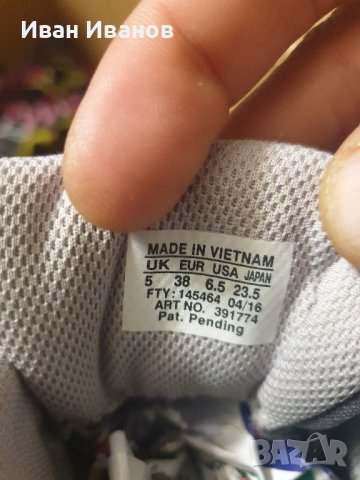 Иван Иванов
MADE IN VIETNAM
UK EUR USA JAPAN
5 38 6.5 23.5
FTY: 145464 04/16
ART NO. 391774
Pat. Pending
BAZAR